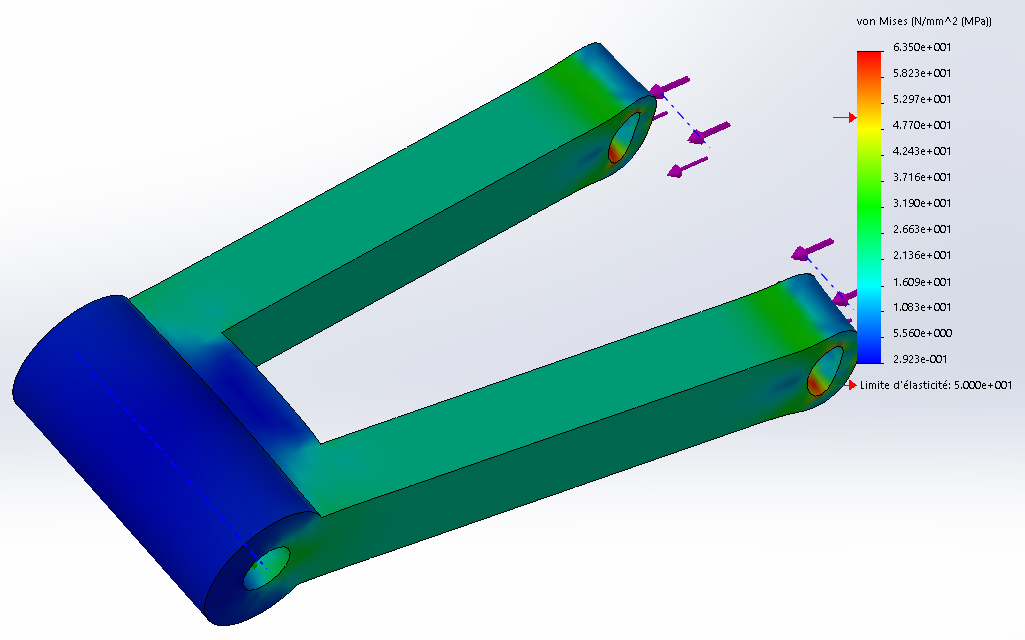 von Mises (N/mm^2 (MPa))
6.350e+001
5.823e+001
5.297e+001
4.770e+001
4.243e+001
3.716e+001
3.190e+001
2.663e+001
2.136e+001
1.609e+001
1.083e+001
5.560e+000
2.923e-001
Limite d'élasticité: 5.000e+001